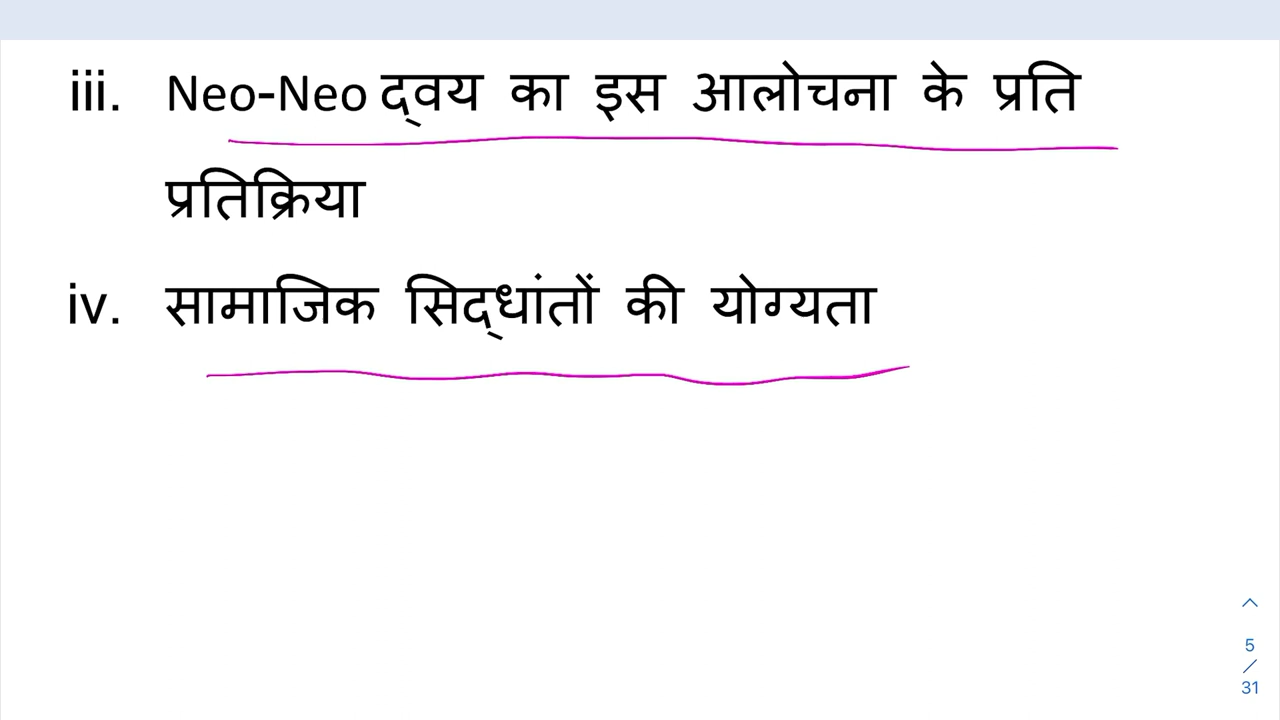 iii. Neo-Neo द्वय का इस आलोचना के प्रति
प्रतिक्रिया
iv. सामाजिक सिद्धांतों की योग्यता
5
/
31